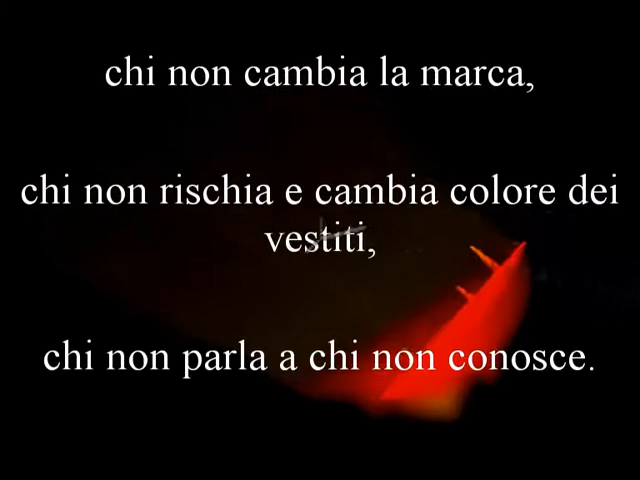 chi non cambia la marca,
chi non rischia e cambia colore dei
vestiti,
chi non parla a chi non conosce.